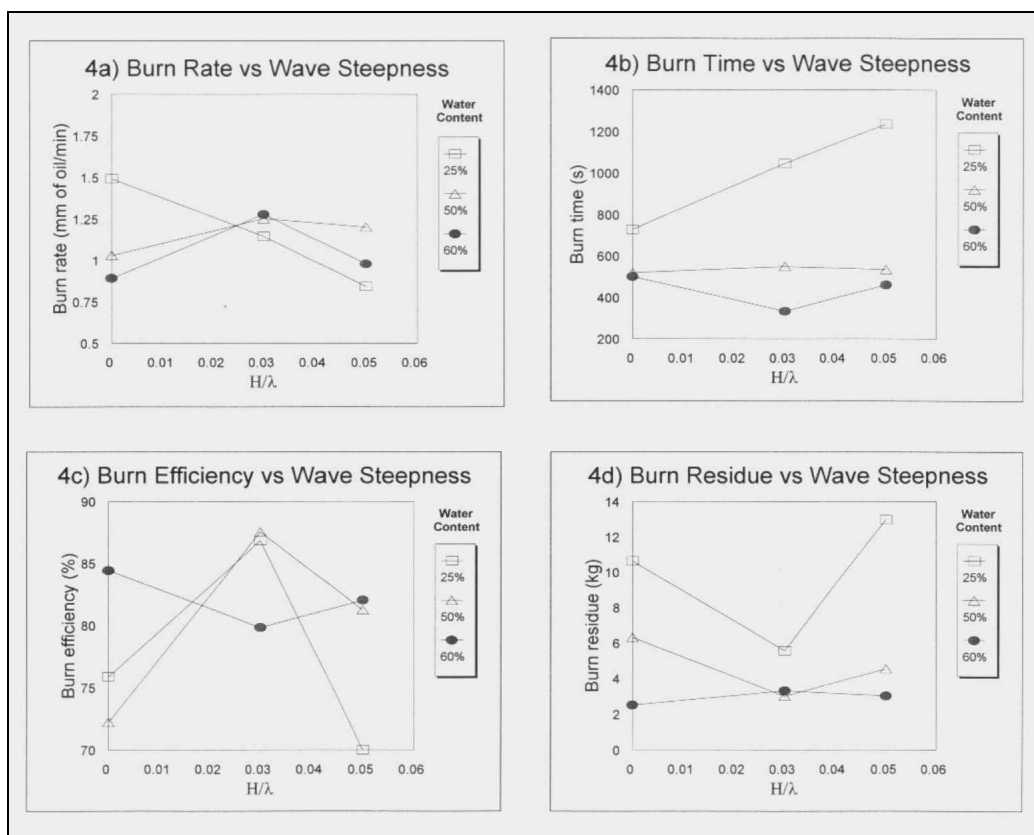 4a) Burn Rate vs Wave Steepness
Burn rate (mm of oil/min)
2
1.75
1.5
1.25
1
0.75
0.5
0 0.01 0.02 0.03 0.04 0.05 0.06
H/λ
Water
Content
25%
50%
60%
4b) Burn Time vs Wave Steepness
Burn time (s)
1400
1200
1000
800
600
400
200
0 0.01 0.02 0.03 0.04 0.05 0.06
H/λ
Water
Content
25%
50%
60%
4c) Burn Efficiency vs Wave Steepness
Burn efficiency (%)
90
85
80
75
70
0 0.01 0.02 0.03 0.04 0.05 0.06
H/λ
Water
Content
25%
50%
60%
4d) Burn Residue vs Wave Steepness
Burn residue (kg)
14
12
10
8
6
4
2
0
0 0.01 0.02 0.03 0.04 0.05 0.06
H/λ
Water
Content
25%
50%
60%